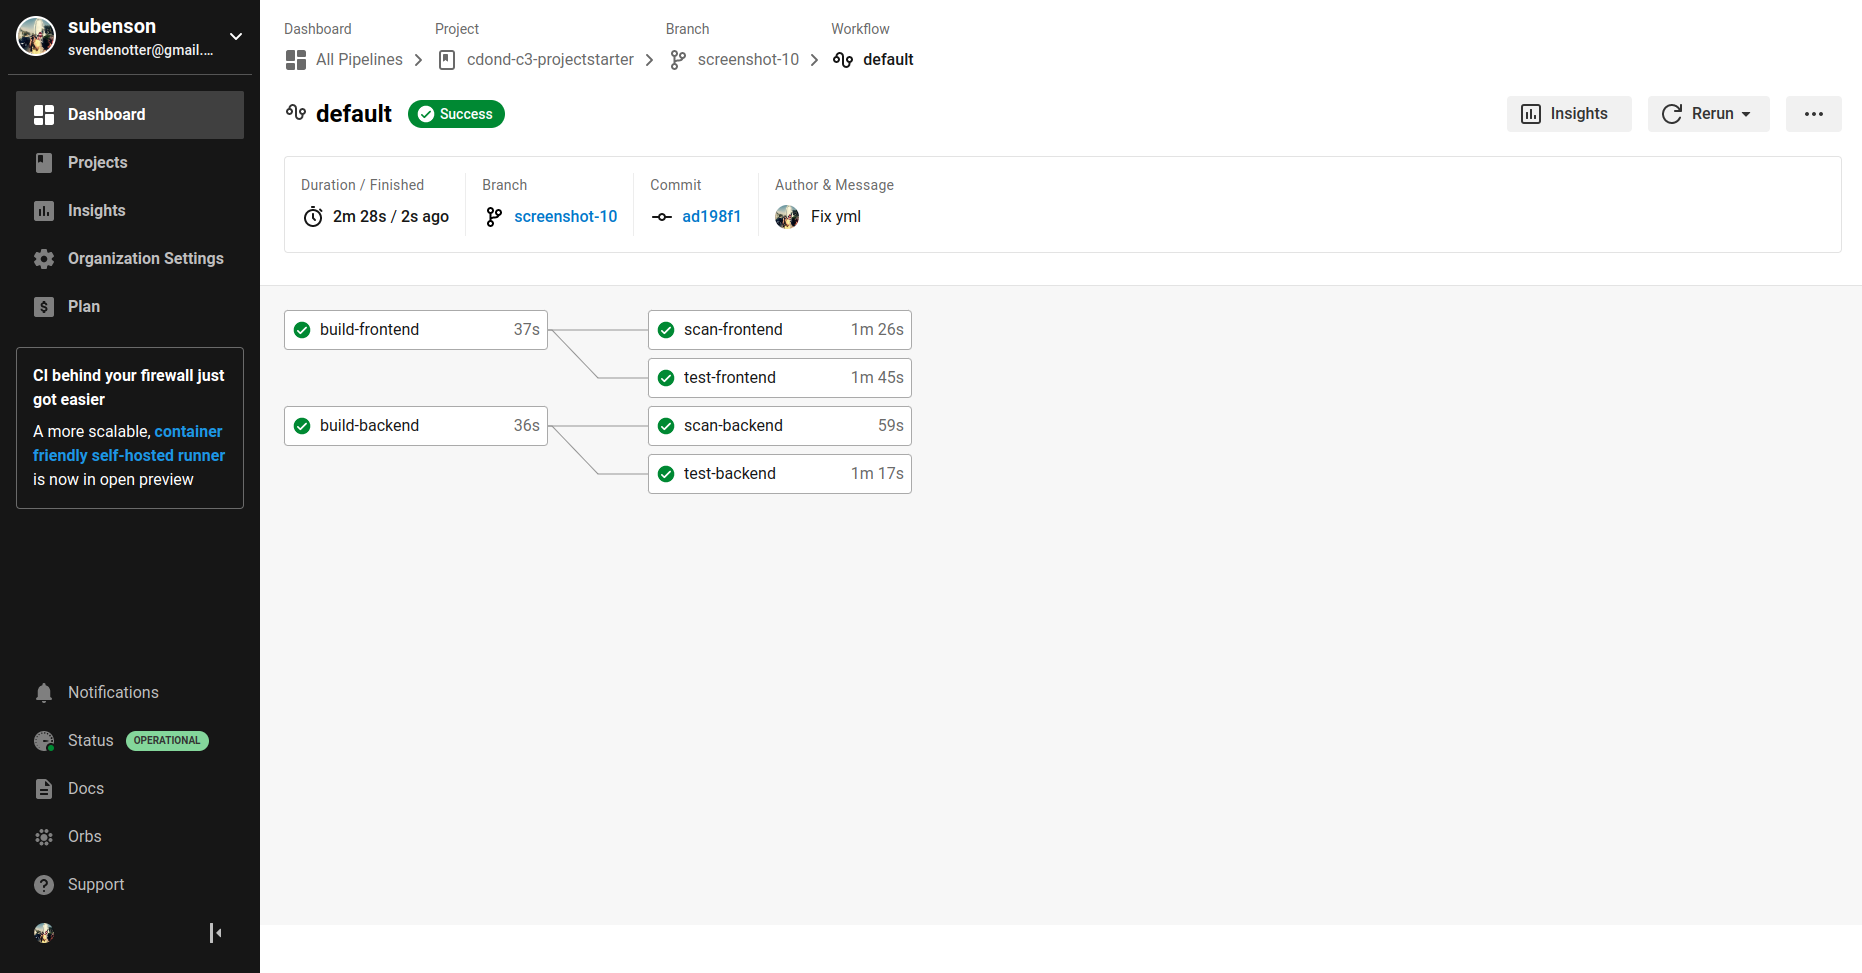 subenson
svendenotter@gmail....
Dashboard
Projects
Insights
Organization Settings
Plan
CI behind your firewall just
got easier
A more scalable, container
friendly self-hosted runner
is now in open preview
Notifications
Status OPERATIONAL
Docs
Orbs
Support
Dashboard Project Branch Workflow
All Pipelines cdond-c3-projectstarter screenshot-10 default
default Success
Insights Rerun
Duration / Finished Branch Commit Author & Message
2m 28s / 2s ago screenshot-10 ad198f1 Fix yml
build-frontend 37s scan-frontend 1m 26s
test-frontend 1m 45s
build-backend 36s scan-backend 59s
test-backend 1m 17s